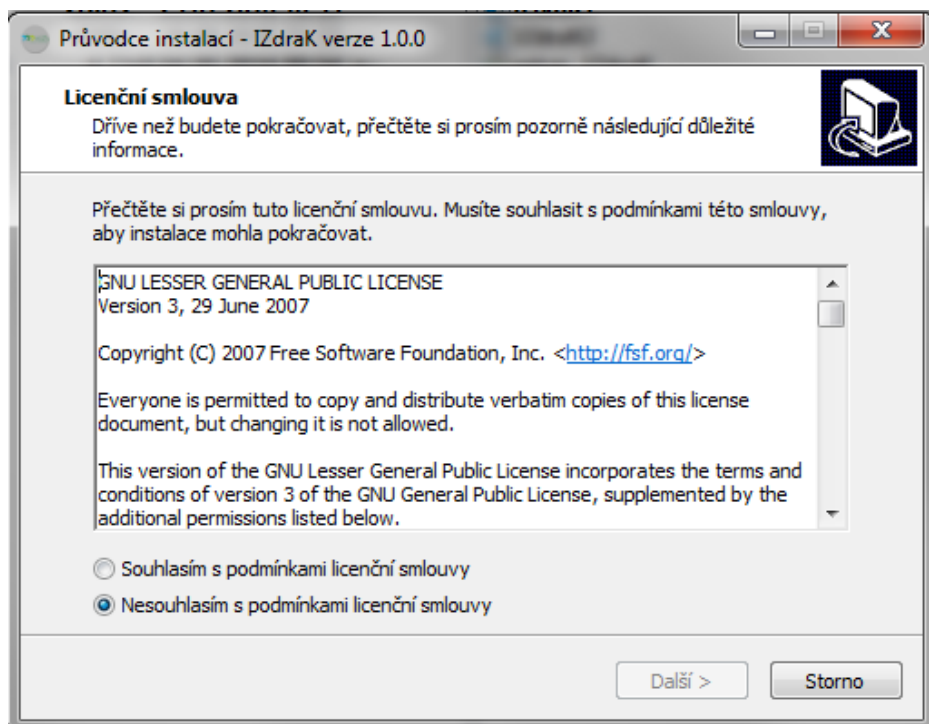 Průvodce instalací - IZdraK verze 1.0.0
Licenční smlouva
Dříve než budete pokračovat, přečtěte si prosím pozorně následující důležité
informace.
Přečtěte si prosím tuto licenční smlouvu. Musíte souhlasit s podmínkami této smlouvy,
aby instalace mohla pokračovat.
GNU LESSER GENERAL PUBLIC LICENSE
Version 3, 29 June 2007
Copyright (C) 2007 Free Software Foundation, Inc. <http://fsf.org/>
Everyone is permitted to copy and distribute verbatim copies of this license
document, but changing it is not allowed.
This version of the GNU Lesser General Public License incorporates the terms and
conditions of version 3 of the GNU General Public License, supplemented by the
additional permissions listed below.
Souhlasím s podmínkami licenční smlouvy
Nesouhlasím s podmínkami licenční smlouvy
Další >
Storno